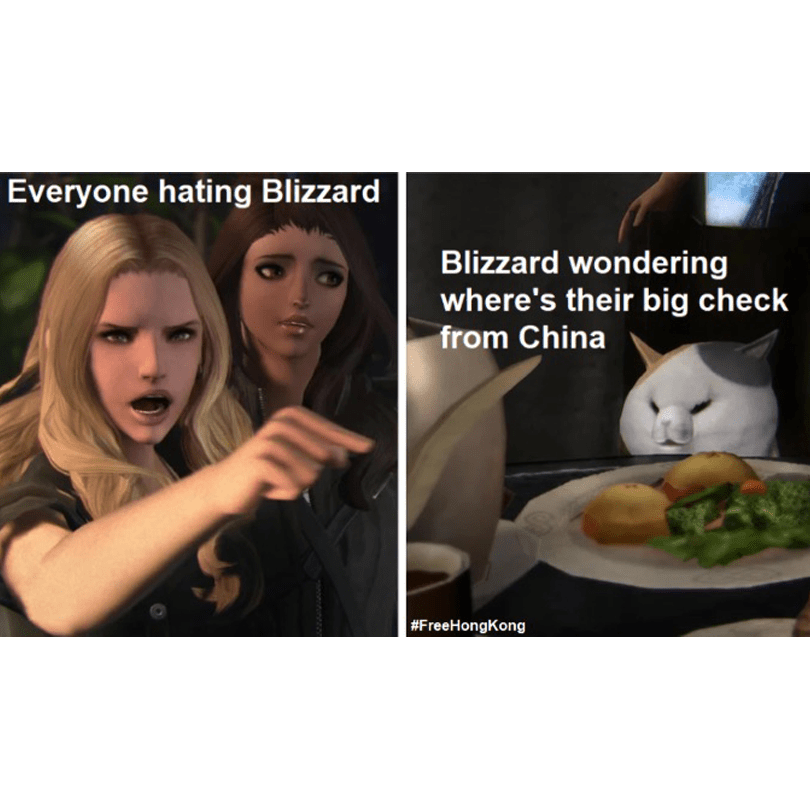 Everyone hating Blizzard
Blizzard wondering
where's their big check
from China
#FreeHongKong